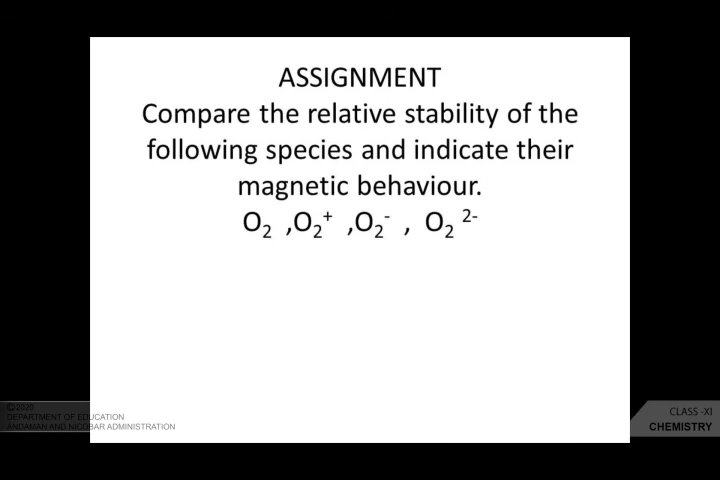 ASSIGNMENT
Compare the relative stability of the
following species and indicate their
magnetic behaviour.
O₂ ,O₂⁺ ,O₂⁻ , O₂ ²⁻
©2020
DEPARTMENT OF EDUCATION
ANDAMAN AND NICOBAR ADMINISTRATION
CLASS -XI
CHEMISTRY